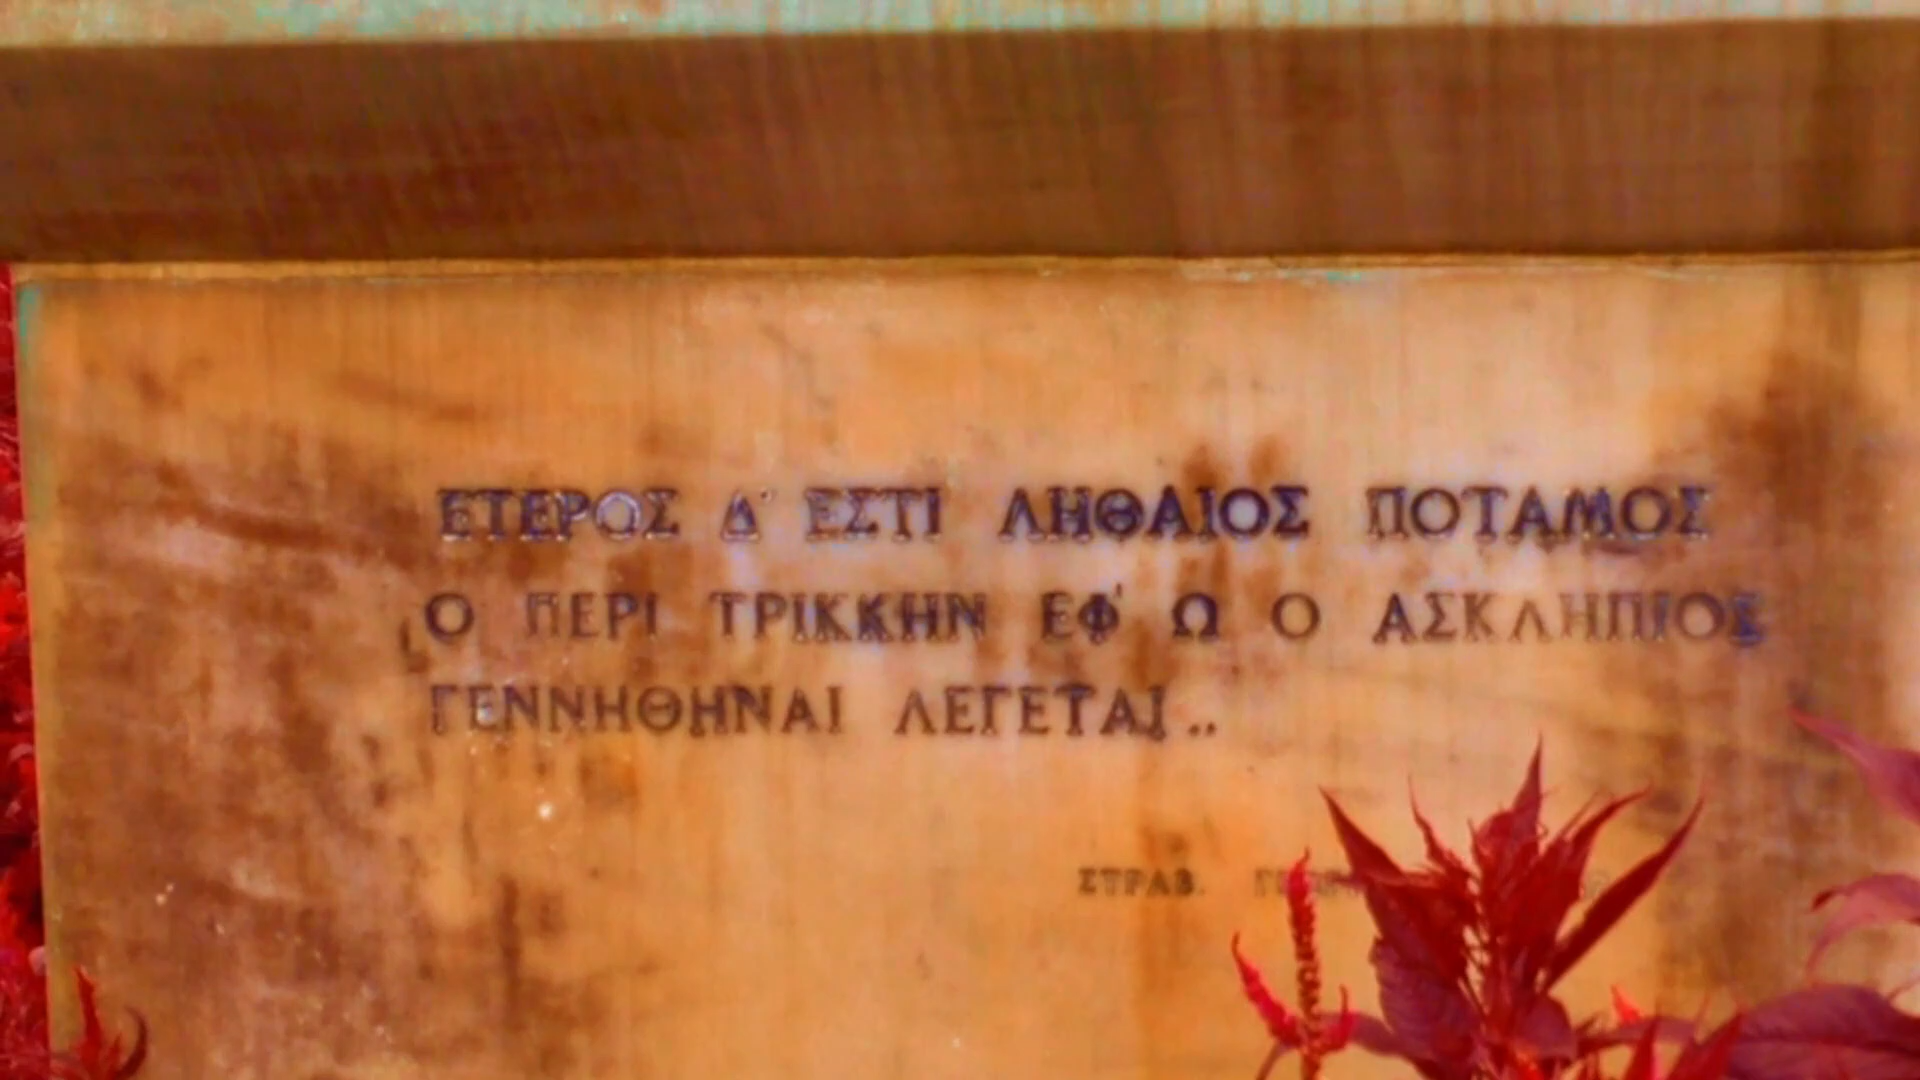 ΕΤΕΡΟΣ Δ' ΕΣΤΙ ΛΗΘΑΙΟΣ ΠΟΤΑΜΟΣ
Ο ΠΕΡΙ ΤΡΙΚΚΗΝ ΕΦ' Ω Ο ΑΣΚΛΗΠΙΟΣ
ΓΕΝΝΗΘΗΝΑΙ ΛΕΓΕΤΑΙ..
ΣΤΡΑΒ.